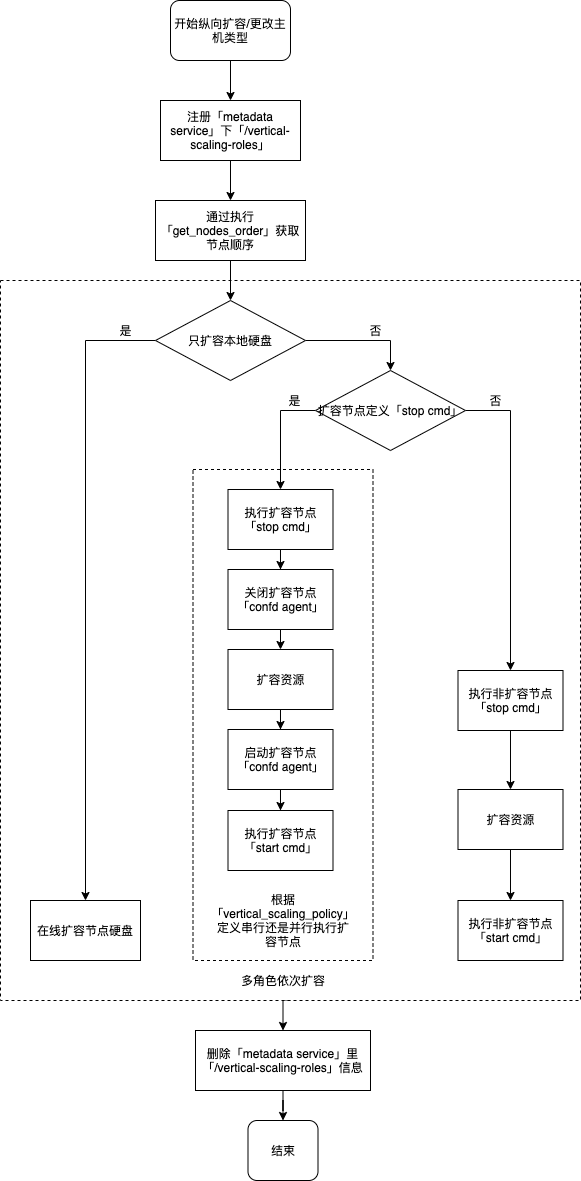 开始纵向扩容/更改主
机类型
注册「metadata
service」下「/vertical-
scaling-roles」
通过执行
「get_nodes_order」获取
节点顺序
只扩容本地硬盘
是
否
扩容节点定义「stop cmd」
是
否
执行扩容节点
「stop cmd」
关闭扩容节点
「confd agent」
扩容资源
启动扩容节点
「confd agent」
执行扩容节点
「start cmd」
根据
「vertical_scaling_policy」
定义串行还是并行执行扩
容节点
执行非扩容节点
「stop cmd」
扩容资源
执行非扩容节点
「start cmd」
在线扩容节点硬盘
多角色依次扩容
删除「metadata service」里
「/vertical-scaling-roles」信息
结束